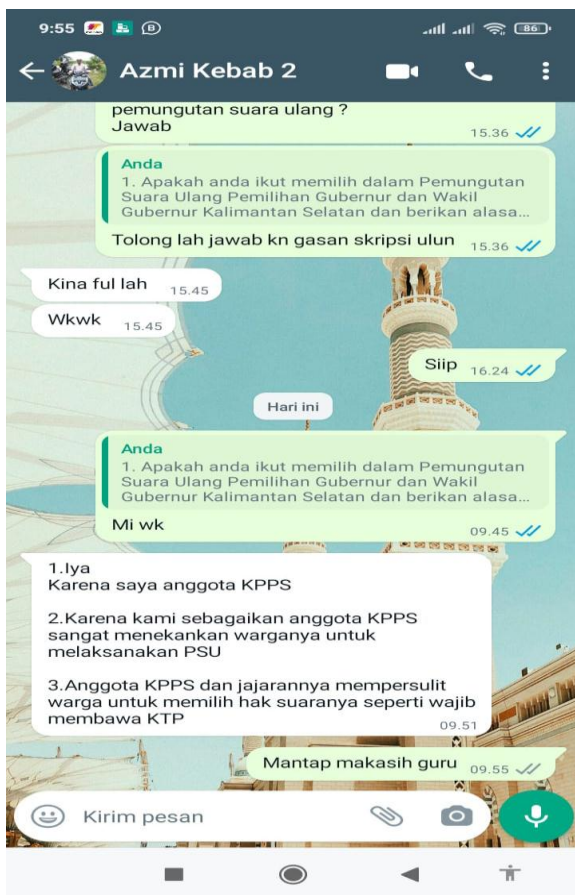 9:55
86
Azmi Kebab 2
pemungutan suara ulang ?
Jawab
15.36
Anda
1. Apakah anda ikut memilih dalam Pemungutan
Suara Ulang Pemilihan Gubernur dan Wakil
Gubernur Kalimantan Selatan dan berikan alasa...
Tolong lah jawab kn gasan skripsi ulun 15.36
Kina ful lah 15.45
Wkwk 15.45
Siip 16.24
Hari ini
Anda
1. Apakah anda ikut memilih dalam Pemungutan
Suara Ulang Pemilihan Gubernur dan Wakil
Gubernur Kalimantan Selatan dan berikan alasa...
Mi wk 09.45
1.Iya
Karena saya anggota KPPS
2.Karena kami sebagaikan anggota KPPS
sangat menekankan warganya untuk
melaksanakan PSU
3.Anggota KPPS dan jajarannya mempersulit
warga untuk memilih hak suaranya seperti wajib
membawa KTP
09.51
Mantap makasih guru 09.55
Kirim pesan